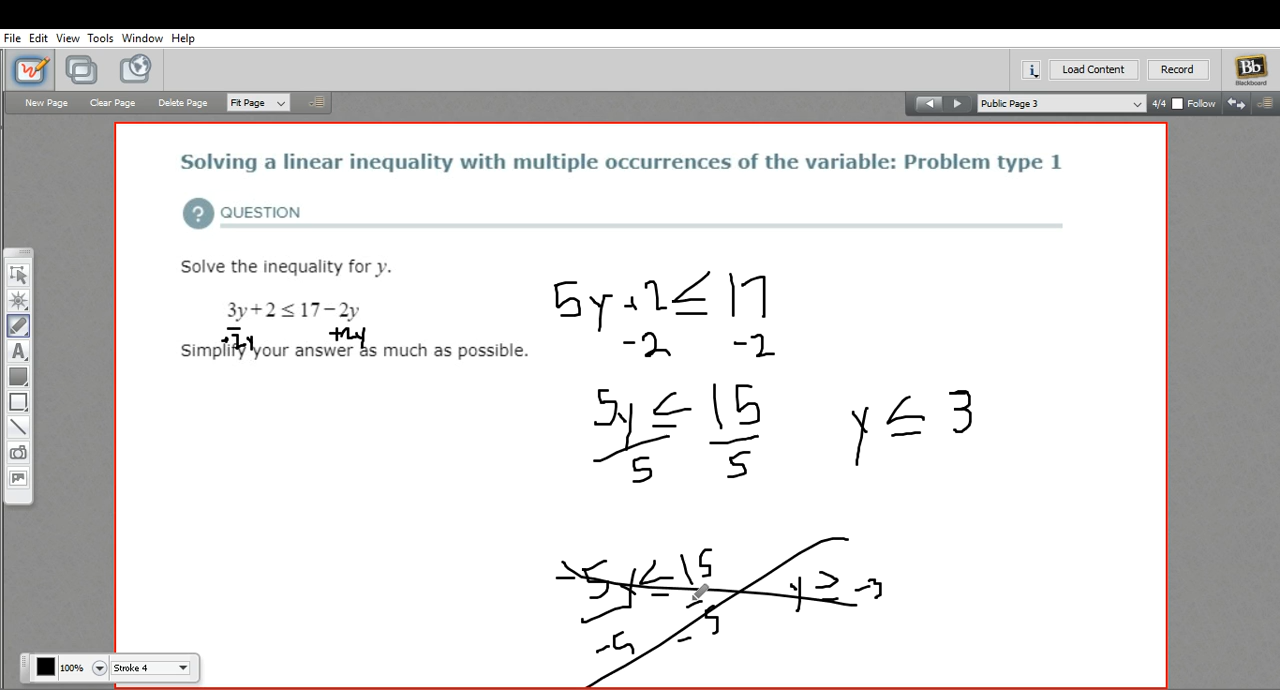 File Edit View Tools Window Help
i Load Content Record Bb
Blackboard
New Page Clear Page Delete Page Fit Page Public Page 3 4/4 Follow
Solving a linear inequality with multiple occurrences of the variable: Problem type 1
? QUESTION
Solve the inequality for y.
3y+2 ≤ 17−2y
+2y +2y
Simplify your answer as much as possible.
5y+2 ≤ 17
-2 -2
5y ≤ 15 y ≤ 3
5 5
-5y ≤ 15 y ≥ -3
-5 -5
A
100% Stroke 4